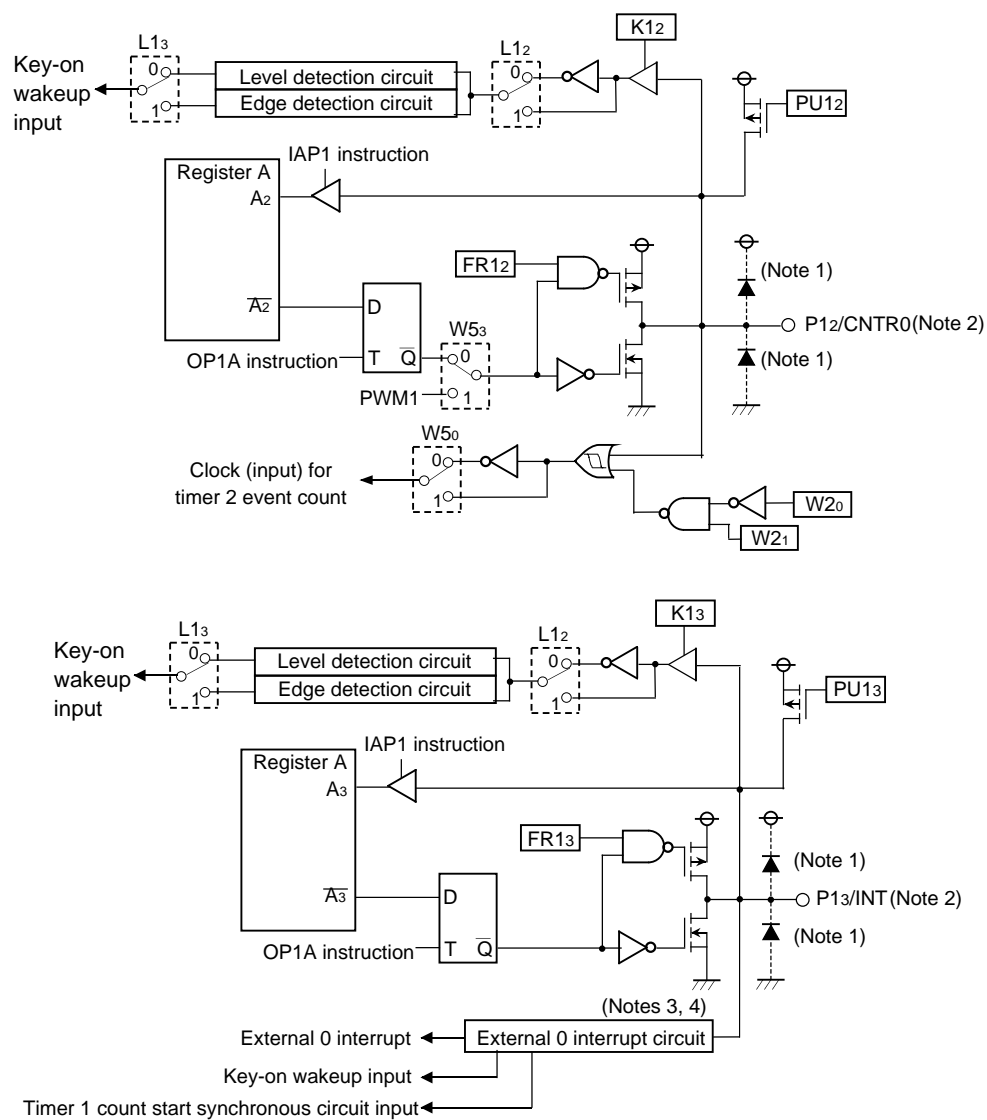 K12
L13
L12
Key-on
wakeup
input
0
Level detection circuit
0
1
Edge detection circuit
1
PU12
IAP1 instruction
Register A
A2
FR12
(Note 1)
A2
D
W53
P12/CNTR0(Note 2)
OP1A instruction
T
Q
0
(Note 1)
PWM1
1
W50
Clock (input) for
timer 2 event count
0
1
W20
W21
K13
L13
L12
Key-on
wakeup
input
0
Level detection circuit
0
1
Edge detection circuit
1
PU13
IAP1 instruction
Register A
A3
FR13
(Note 1)
A3
D
P13/INT(Note 2)
OP1A instruction
T
Q
(Note 1)
(Notes 3, 4)
External 0 interrupt
External 0 interrupt circuit
Key-on wakeup input
Timer 1 count start synchronous circuit input